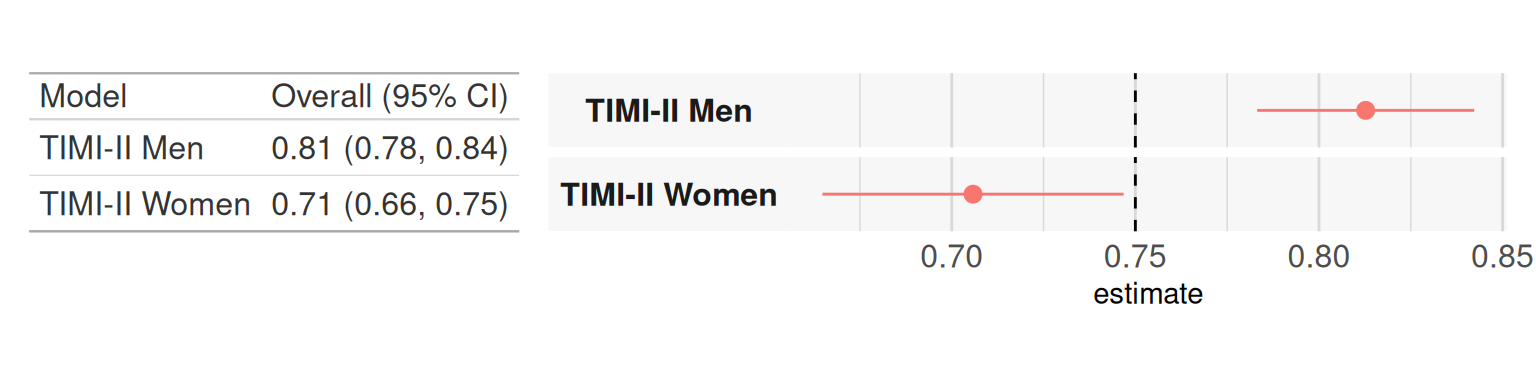 Model Overall (95% CI)
TIMI-II Men 0.81 (0.78, 0.84)
TIMI-II Women 0.71 (0.66, 0.75)
TIMI-II Men
TIMI-II Women
0.70 0.75 0.80 0.85
estimate